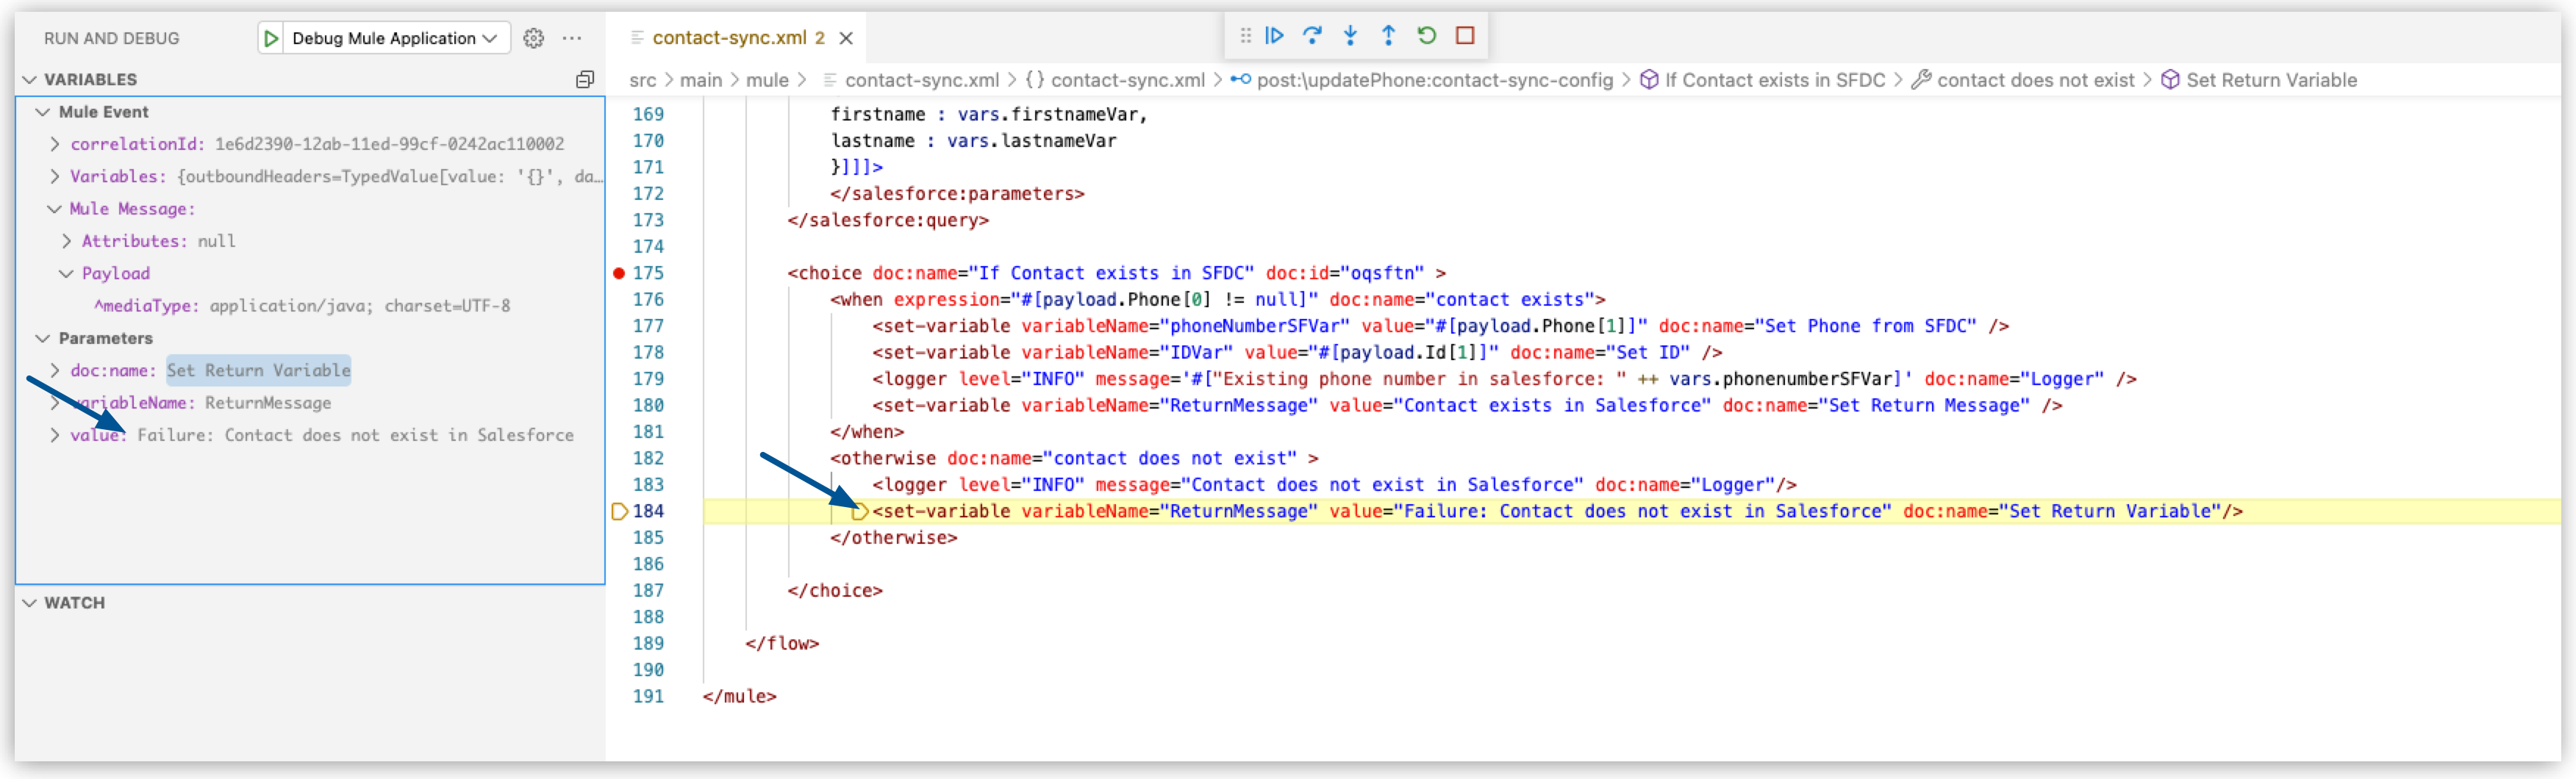 RUN AND DEBUG
Debug Mule Application
VARIABLES
Mule Event
correlationId: 1e6d2390-12ab-11ed-99cf-0242ac110002
Variables: {outboundHeaders=TypedValue[value: '{}', da…
Mule Message:
Attributes: null
Payload
^mediaType: application/java; charset=UTF-8
Parameters
doc:name: Set Return Variable
variableName: ReturnMessage
value: Failure: Contact does not exist in Salesforce
WATCH
contact-sync.xml 2
src > main > mule > contact-sync.xml > {} contact-sync.xml > post:\updatePhone:contact-sync-config > If Contact exists in SFDC > contact does not exist > Set Return Variable
169 firstname : vars.firstnameVar,
170 lastname : vars.lastnameVar
171 }]]]>
172 </salesforce:parameters>
173 </salesforce:query>
174
175 <choice doc:name="If Contact exists in SFDC" doc:id="oqsftn" >
176 <when expression="#[payload.Phone[0] != null]" doc:name="contact exists">
177 <set-variable variableName="phoneNumberSFVar" value="#[payload.Phone[1]]" doc:name="Set Phone from SFDC" />
178 <set-variable variableName="IDVar" value="#[payload.Id[1]]" doc:name="Set ID" />
179 <logger level="INFO" message='#["Existing phone number in salesforce: " ++ vars.phonenumberSFVar]' doc:name="Logger" />
180 <set-variable variableName="ReturnMessage" value="Contact exists in Salesforce" doc:name="Set Return Message" />
181 </when>
182 <otherwise doc:name="contact does not exist" >
183 <logger level="INFO" message="Contact does not exist in Salesforce" doc:name="Logger"/>
184 <set-variable variableName="ReturnMessage" value="Failure: Contact does not exist in Salesforce" doc:name="Set Return Variable"/>
185 </otherwise>
186
187 </choice>
188
189 </flow>
190
191 </mule>